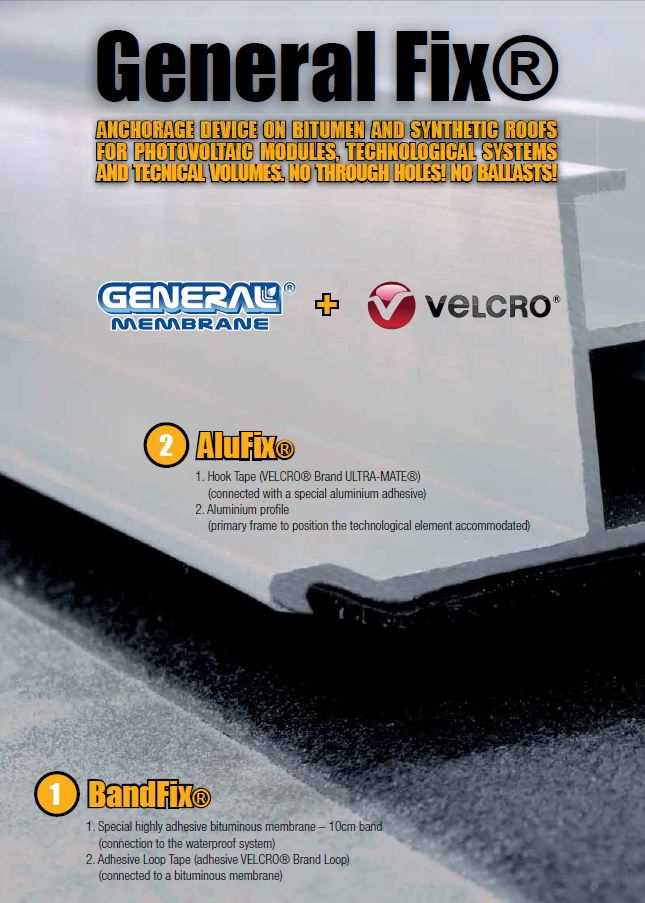 General Fix®
ANCHORAGE DEVICE ON BITUMEN AND SYNTHETIC ROOFS
FOR PHOTOVOLTAIC MODULES, TECHNOLOGICAL SYSTEMS
AND TECNICAL VOLUMES. NO THROUGH HOLES! NO BALLASTS!
GENERAL® + VELCRO®
MEMBRANE
2 AluFix®
1. Hook Tape (VELCRO® Brand ULTRA-MATE®)
(connected with a special aluminium adhesive)
2. Aluminium profile
(primary frame to position the technological element accommodated)
1 BandFix®
1. Special highly adhesive bituminous membrane – 10cm band
(connection to the waterproof system)
2. Adhesive Loop Tape (adhesive VELCRO® Brand Loop)
(connected to a bituminous membrane)